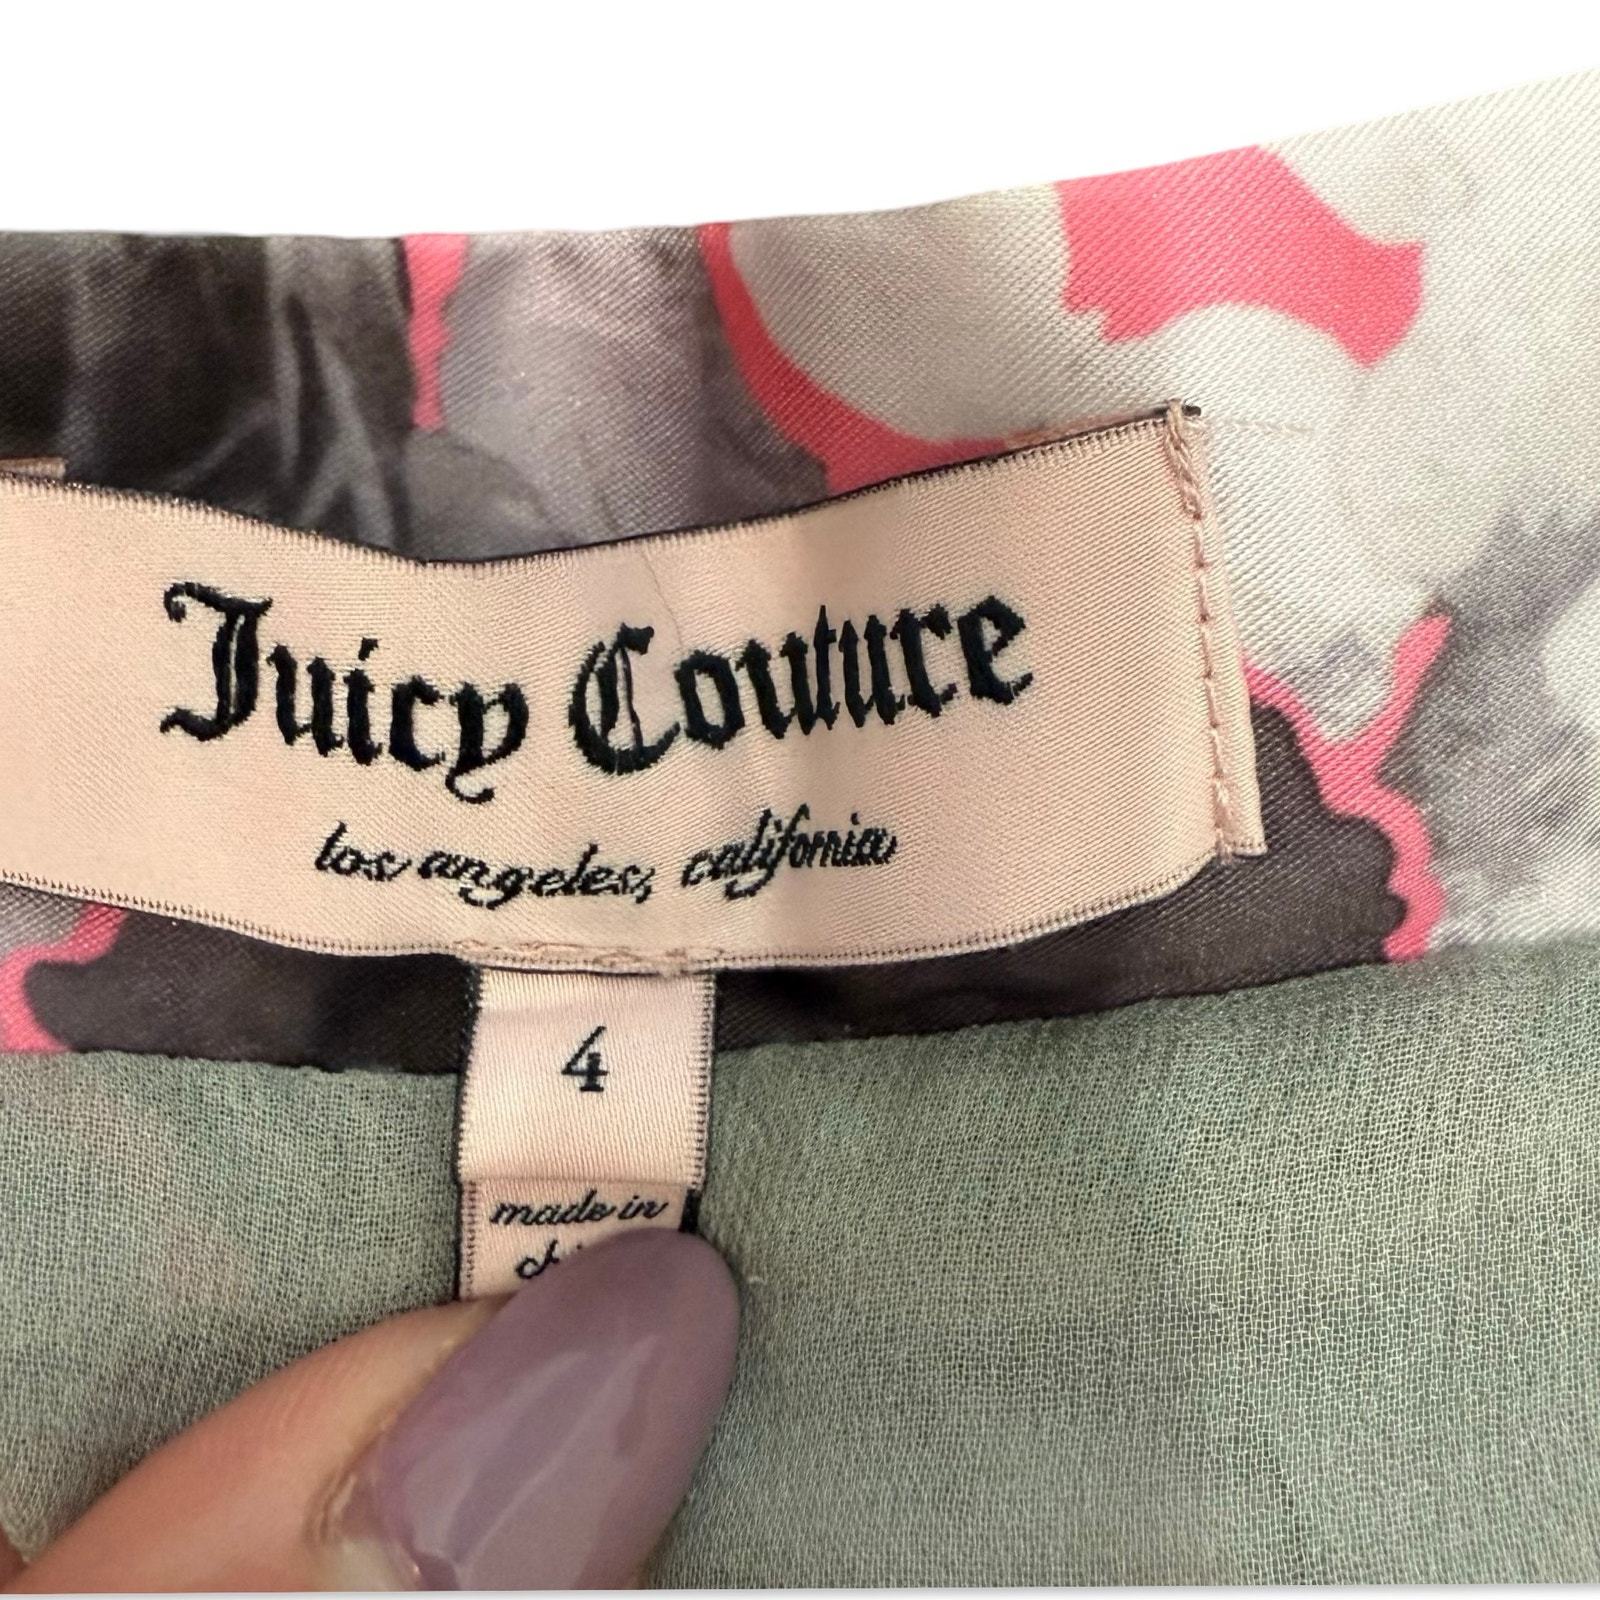 Juicy Couture
los angeles, california
4
made in